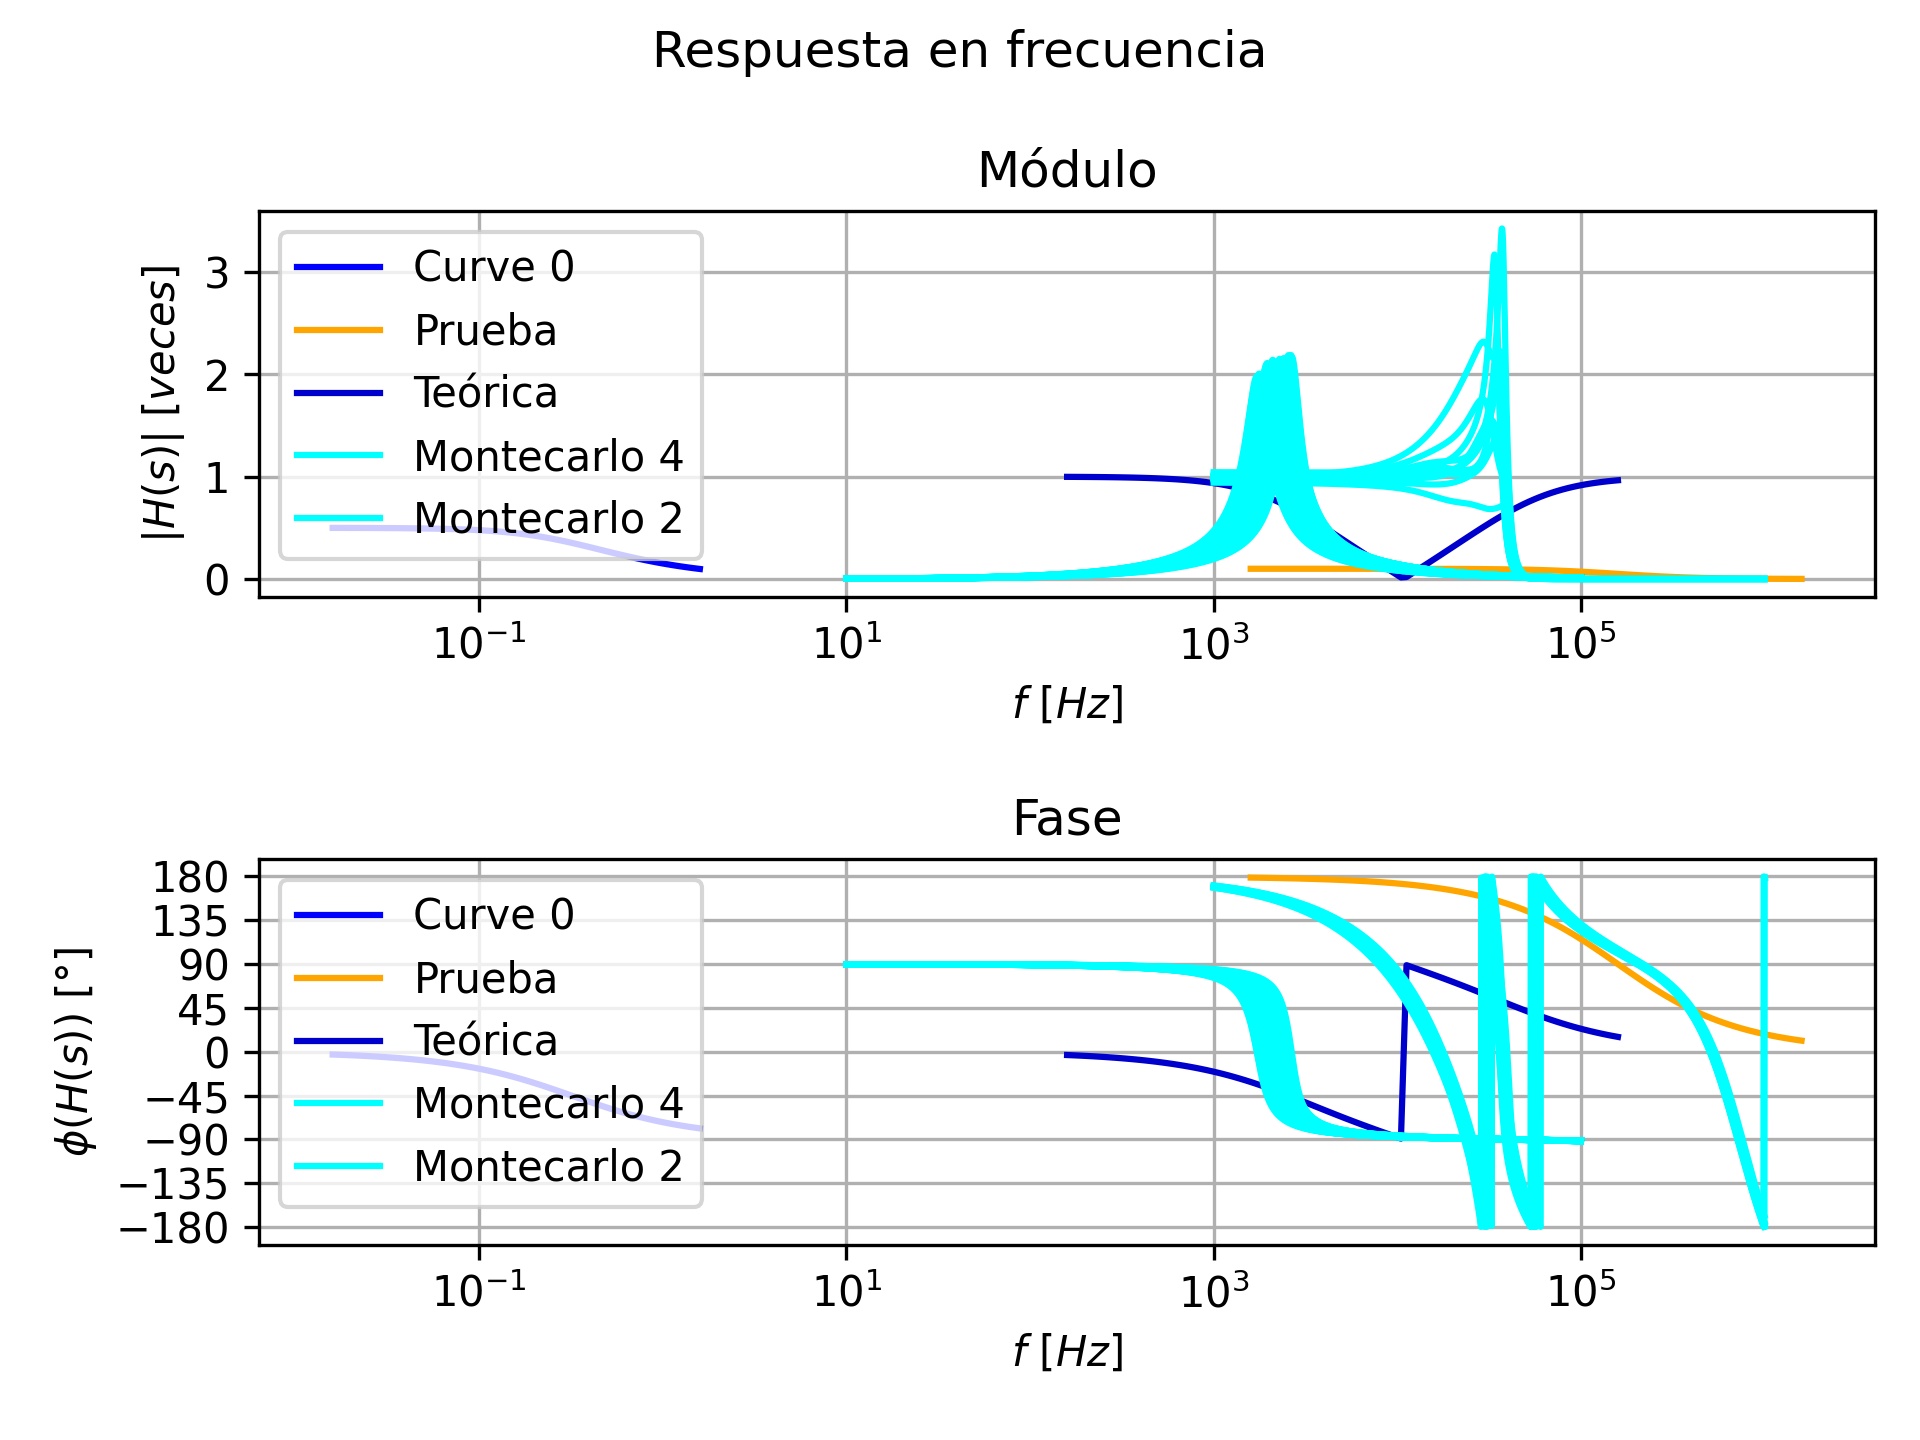 Respuesta en frecuencia
Módulo
|H(s)| [veces]
3
2
1
0
Curve 0
Prueba
Teórica
Montecarlo 4
Montecarlo 2
10⁻¹ 10¹ 10³ 10⁵
f [Hz]
Fase
ϕ(H(s)) [°]
180
135
90
45
0
−45
−90
−135
−180
Curve 0
Prueba
Teórica
Montecarlo 4
Montecarlo 2
10⁻¹ 10¹ 10³ 10⁵
f [Hz]